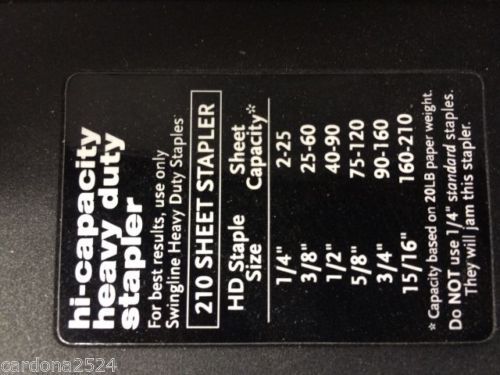 hi-capacity
heavy duty
stapler
For best results, use only
Swingline Heavy Duty Staples
210 SHEET STAPLER
HD Staple Sheet
Size Capacity*
1/4" 2-25
3/8" 25-60
1/2" 40-90
5/8" 75-120
3/4" 90-160
15/16" 160-210
* Capacity based on 20LB paper weight.
Do NOT use 1/4" standard staples.
They will jam this stapler.
cardona2524